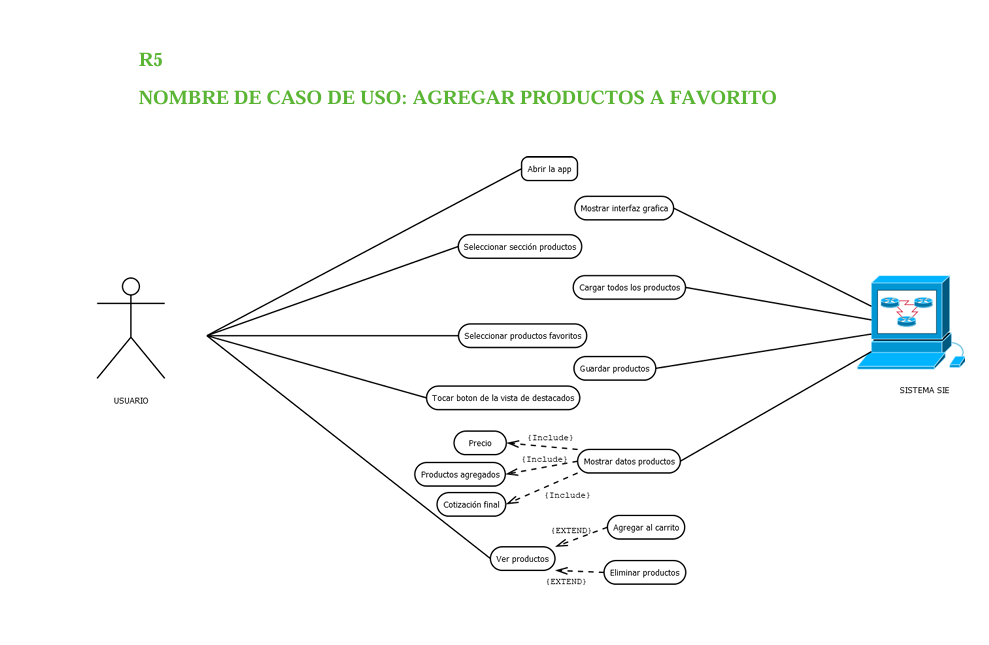 R5
NOMBRE DE CASO DE USO: AGREGAR PRODUCTOS A FAVORITO
Abrir la app
Mostrar interfaz grafica
Seleccionar sección productos
Cargar todos los productos
Seleccionar productos favoritos
Guardar productos
USUARIO
SISTEMA SIE
Tocar boton de la vista de destacados
{Include}
Precio
{Include}
Mostrar datos productos
Productos agregados
{Include}
Cotización final
Agregar al carrito
{EXTEND}
Ver productos
Eliminar productos
{EXTEND}